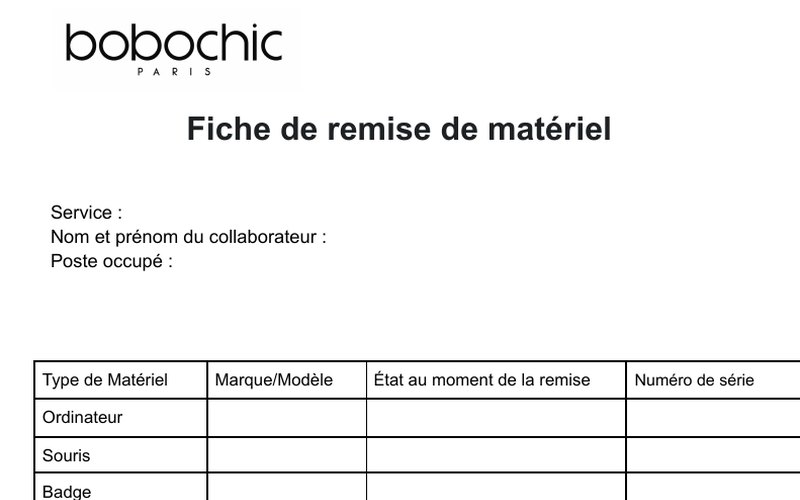 bobochic
PARIS
Fiche de remise de matériel
Service :
Nom et prénom du collaborateur :
Poste occupé :
Type de Matériel Marque/Modèle État au moment de la remise Numéro de série
Ordinateur
Souris
Badge